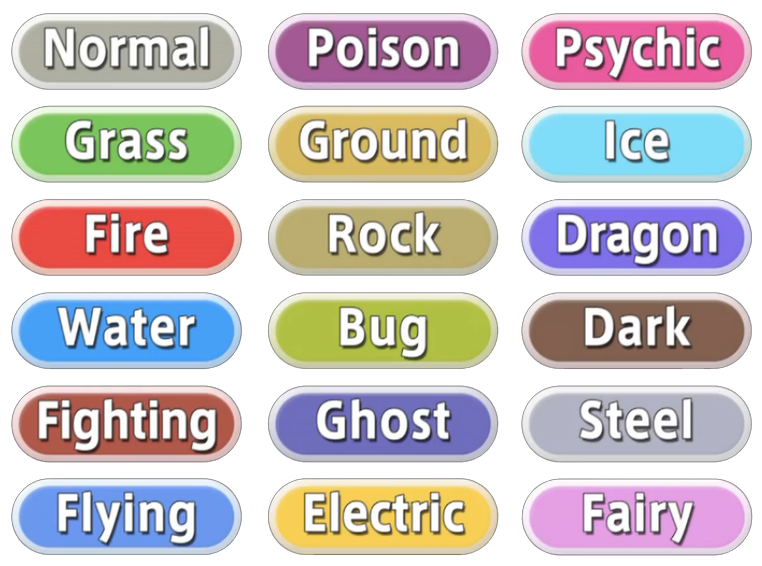 Normal
Poison
Psychic
Grass
Ground
Ice
Fire
Rock
Dragon
Water
Bug
Dark
Fighting
Ghost
Steel
Flying
Electric
Fairy